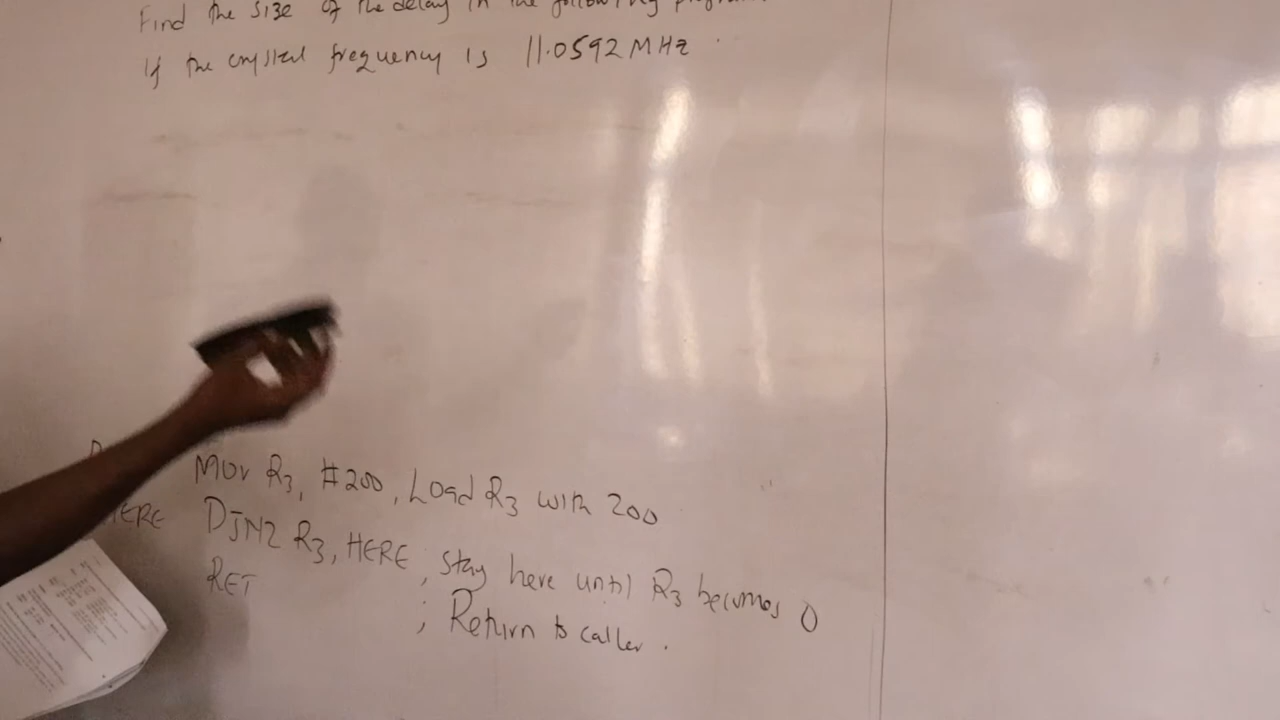 Find the size of the delay in the following
If the crystal frequency is 11.0592 MHz
MOV R3, #200, Load R3 with 200
HERE DJNZ R3, HERE ; stay here until R3 becomes 0
RET ; Return to caller.